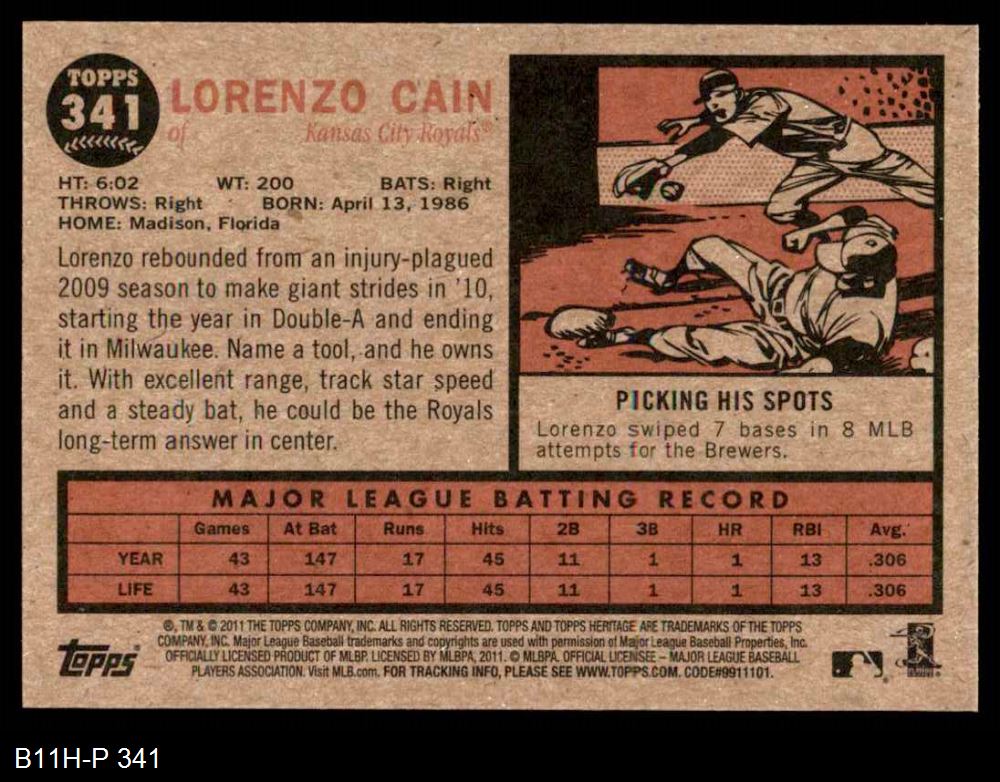 TOPPS
341
LORENZO CAIN
of Kansas City Royals®
HT: 6:02 WT: 200 BATS: Right
THROWS: Right BORN: April 13, 1986
HOME: Madison, Florida
Lorenzo rebounded from an injury-plagued
2009 season to make giant strides in '10,
starting the year in Double-A and ending
it in Milwaukee. Name a tool, and he owns
it. With excellent range, track star speed
and a steady bat, he could be the Royals
long-term answer in center.
PICKING HIS SPOTS
Lorenzo swiped 7 bases in 8 MLB
attempts for the Brewers.
MAJOR LEAGUE BATTING RECORD
Games At Bat Runs Hits 2B 3B HR RBI Avg.
YEAR 43 147 17 45 11 1 1 13 .306
LIFE 43 147 17 45 11 1 1 13 .306
®, TM & © 2011 THE TOPPS COMPANY, INC. ALL RIGHTS RESERVED. TOPPS AND TOPPS HERITAGE ARE TRADEMARKS OF THE TOPPS
COMPANY, INC. Major League Baseball trademarks and copyrights are used with permission of Major League Baseball Properties, Inc.
OFFICIALLY LICENSED PRODUCT OF MLBP. LICENSED BY MLBPA, 2011. © MLBPA. OFFICIAL LICENSEE – MAJOR LEAGUE BASEBALL
PLAYERS ASSOCIATION. Visit MLB.com. FOR TRACKING INFO, PLEASE SEE WWW.TOPPS.COM. CODE#9911101.
topps®
B11H-P 341